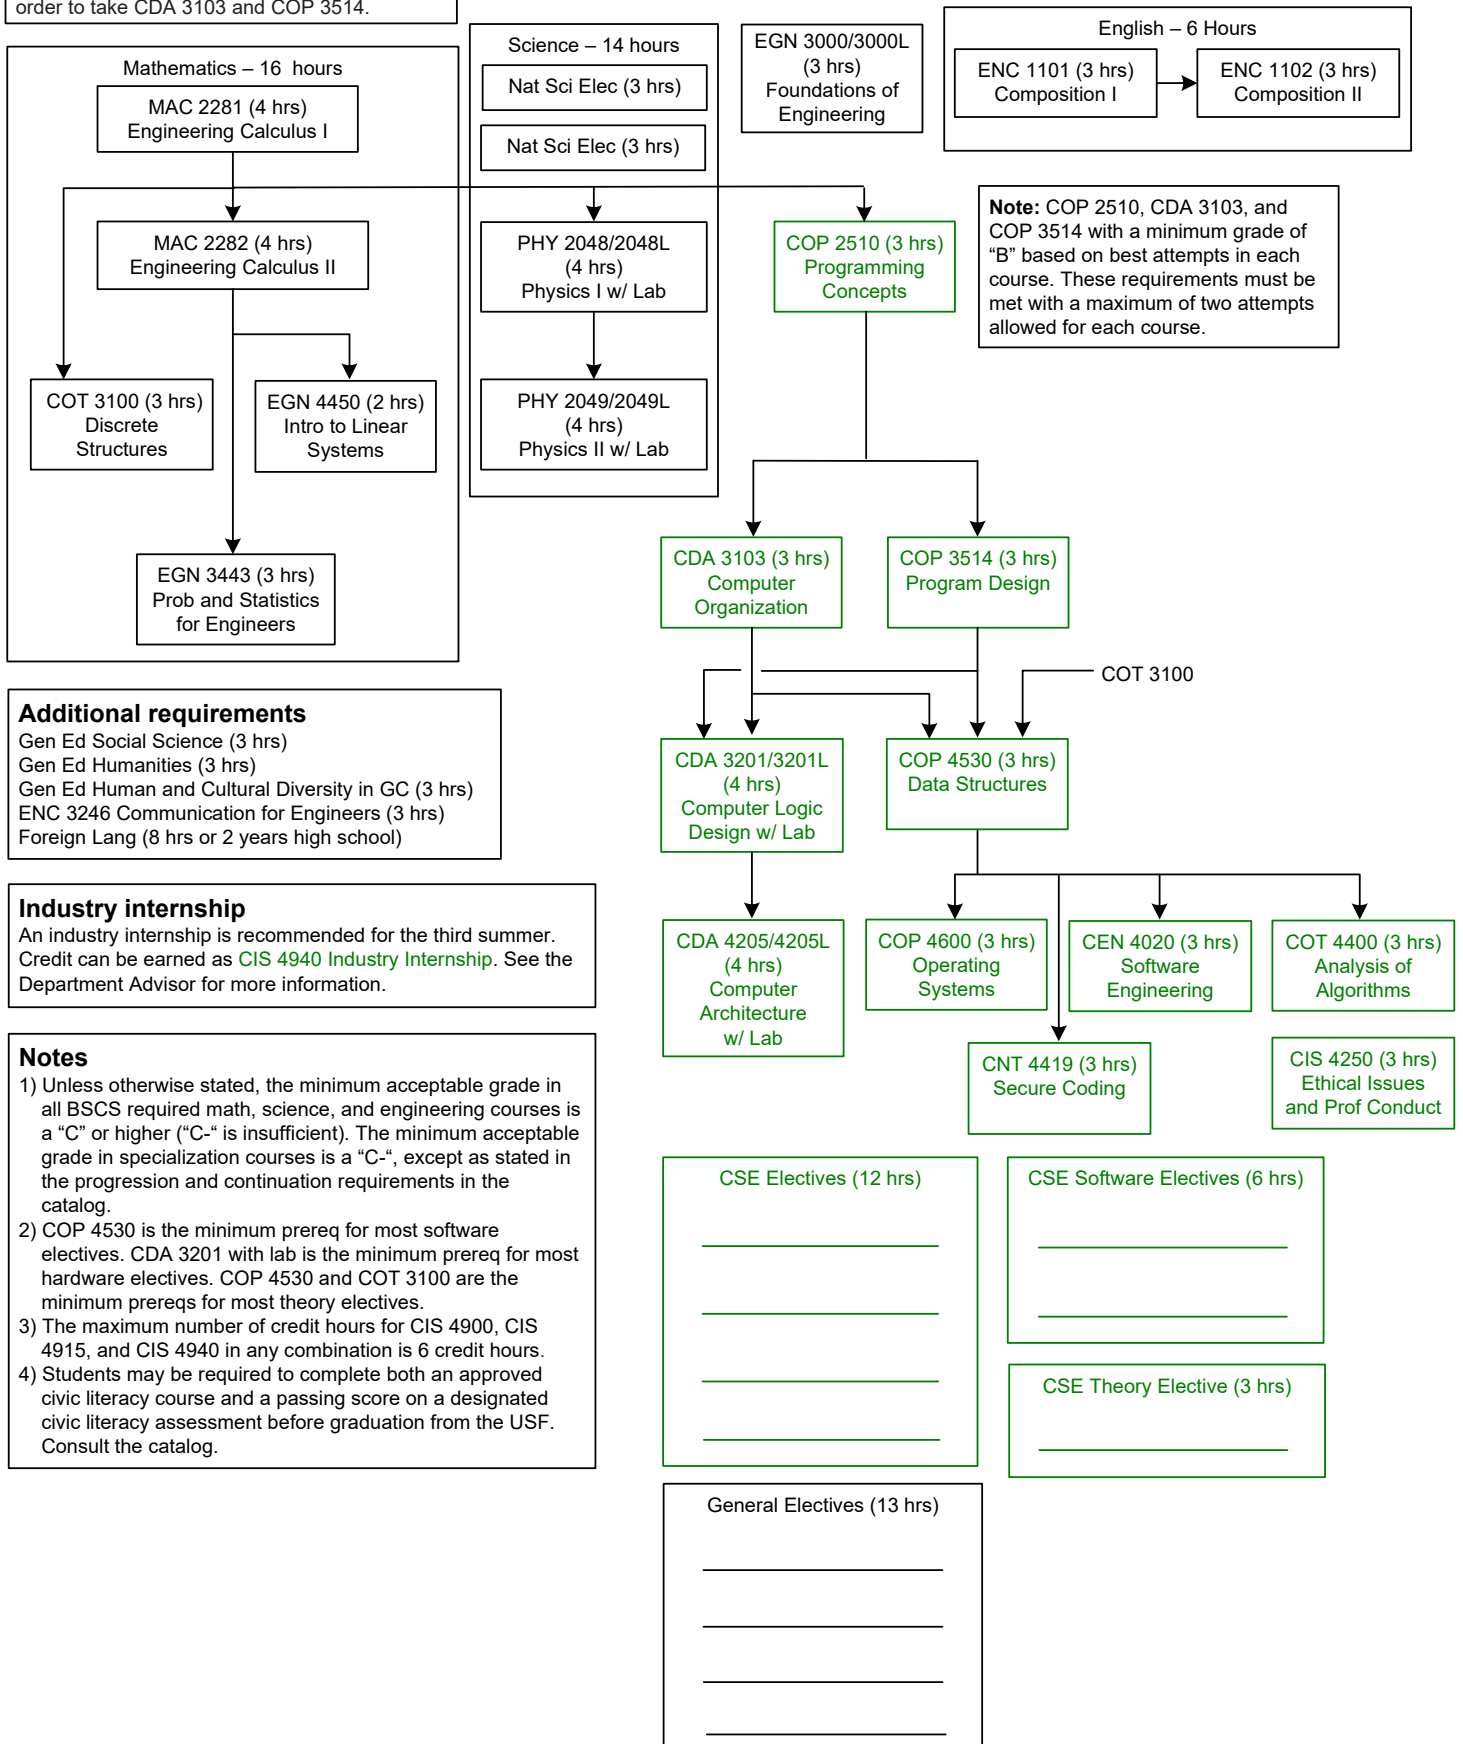 order to take CDA 3103 and COP 3514.
Mathematics – 16  hours
MAC 2281 (4 hrs)
Engineering Calculus I
MAC 2282 (4 hrs)
Engineering Calculus II
COT 3100 (3 hrs)
Discrete
Structures
EGN 4450 (2 hrs)
Intro to Linear
Systems
EGN 3443 (3 hrs)
Prob and Statistics
for Engineers
Science – 14 hours
Nat Sci Elec (3 hrs)
Nat Sci Elec (3 hrs)
PHY 2048/2048L
(4 hrs)
Physics I w/ Lab
PHY 2049/2049L
(4 hrs)
Physics II w/ Lab
EGN 3000/3000L
(3 hrs)
Foundations of
Engineering
English – 6 Hours
ENC 1101 (3 hrs)
Composition I
ENC 1102 (3 hrs)
Composition II
COP 2510 (3 hrs)
Programming
Concepts
Note: COP 2510, CDA 3103, and
COP 3514 with a minimum grade of
“B” based on best attempts in each
course. These requirements must be
met with a maximum of two attempts
allowed for each course.
CDA 3103 (3 hrs)
Computer
Organization
COP 3514 (3 hrs)
Program Design
COT 3100
CDA 3201/3201L
(4 hrs)
Computer Logic
Design w/ Lab
COP 4530 (3 hrs)
Data Structures
CDA 4205/4205L
(4 hrs)
Computer
Architecture
w/ Lab
COP 4600 (3 hrs)
Operating
Systems
CEN 4020 (3 hrs)
Software
Engineering
COT 4400 (3 hrs)
Analysis of
Algorithms
CNT 4419 (3 hrs)
Secure Coding
CIS 4250 (3 hrs)
Ethical Issues
and Prof Conduct
Additional requirements
Gen Ed Social Science (3 hrs)
Gen Ed Humanities (3 hrs)
Gen Ed Human and Cultural Diversity in GC (3 hrs)
ENC 3246 Communication for Engineers (3 hrs)
Foreign Lang (8 hrs or 2 years high school)
Industry internship
An industry internship is recommended for the third summer.
Credit can be earned as CIS 4940 Industry Internship. See the
Department Advisor for more information.
Notes
1) Unless otherwise stated, the minimum acceptable grade in
all BSCS required math, science, and engineering courses is
a “C” or higher (“C-“ is insufficient). The minimum acceptable
grade in specialization courses is a “C-“, except as stated in
the progression and continuation requirements in the
catalog.
2) COP 4530 is the minimum prereq for most software
electives. CDA 3201 with lab is the minimum prereq for most
hardware electives. COP 4530 and COT 3100 are the
minimum prereqs for most theory electives.
3) The maximum number of credit hours for CIS 4900, CIS
4915, and CIS 4940 in any combination is 6 credit hours.
4) Students may be required to complete both an approved
civic literacy course and a passing score on a designated
civic literacy assessment before graduation from the USF.
Consult the catalog.
CSE Electives (12 hrs)
CSE Software Electives (6 hrs)
CSE Theory Elective (3 hrs)
General Electives (13 hrs)